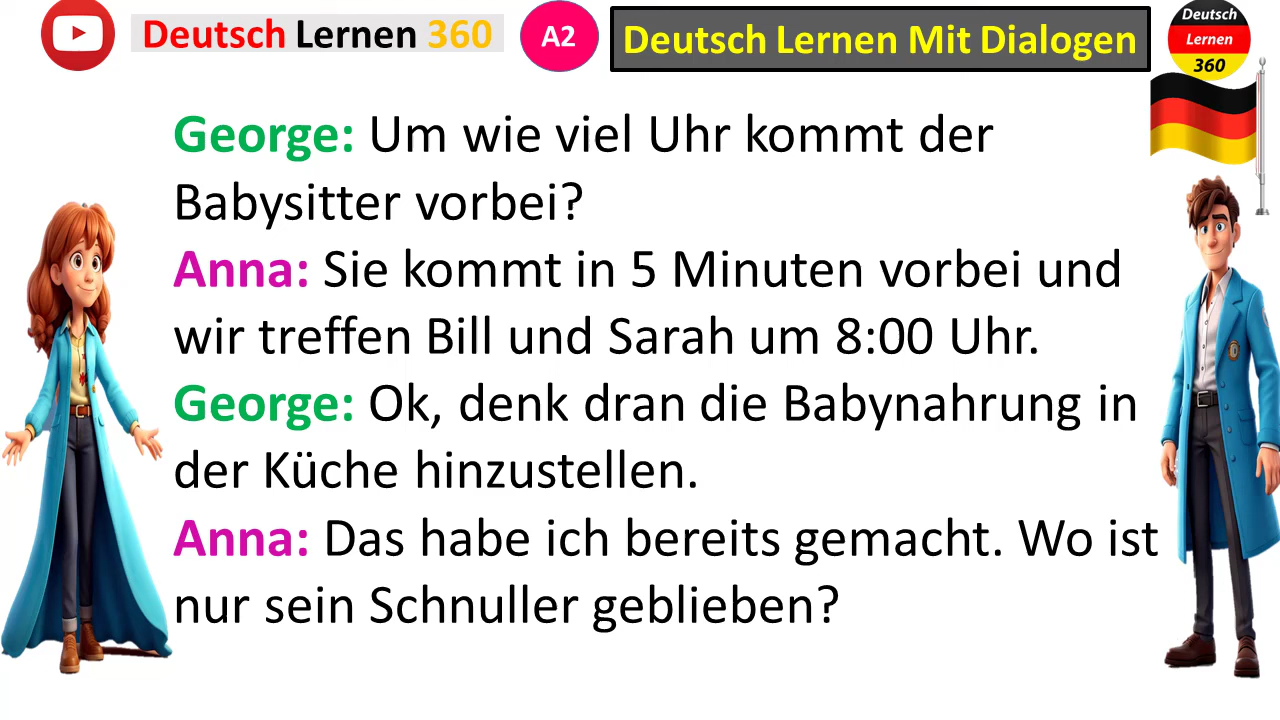 Deutsch Lernen 360
A2
Deutsch Lernen Mit Dialogen
Deutsch
Lernen
360
George: Um wie viel Uhr kommt der
Babysitter vorbei?
Anna: Sie kommt in 5 Minuten vorbei und
wir treffen Bill und Sarah um 8:00 Uhr.
George: Ok, denk dran die Babynahrung in
der Küche hinzustellen.
Anna: Das habe ich bereits gemacht. Wo ist
nur sein Schnuller geblieben?